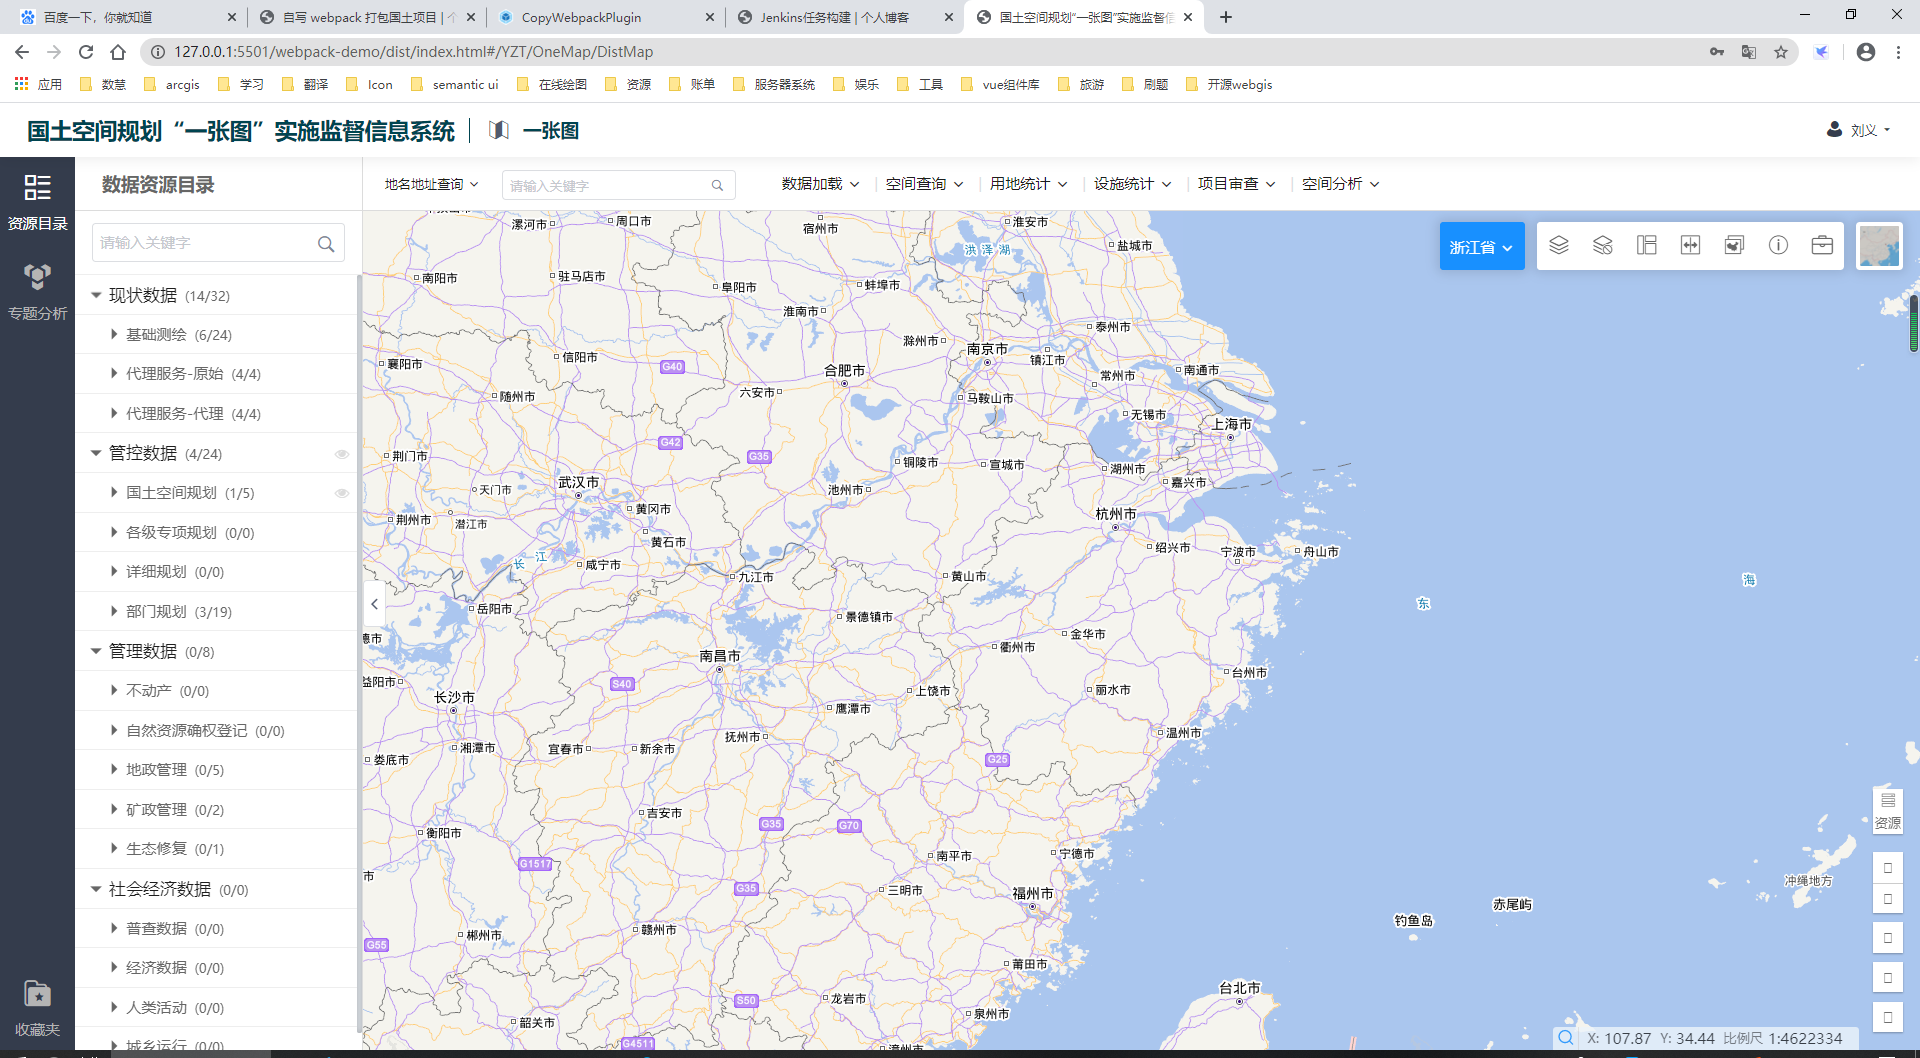 百度一下，你就知道
自写 webpack 打包国土项目 | 个
CopyWebpackPlugin
Jenkins任务构建 | 个人博客
国土空间规划“一张图”实施监督信
127.0.0.1:5501/webpack-demo/dist/index.html#/YZT/OneMap/DistMap
应用 数慧 arcgis 学习 翻译 Icon semantic ui 在线绘图 资源 账单 服务器系统 娱乐 工具 vue组件库 旅游 刷题 开源webgis
国土空间规划“一张图”实施监督信息系统 一张图
刘义
资源目录
专题分析
收藏夹
数据资源目录
请输入关键字
现状数据 (14/32)
基础测绘 (6/24)
代理服务-原始 (4/4)
代理服务-代理 (4/4)
管控数据 (4/24)
国土空间规划 (1/5)
各级专项规划 (0/0)
详细规划 (0/0)
部门规划 (3/19)
管理数据 (0/8)
不动产 (0/0)
自然资源确权登记 (0/0)
地政管理 (0/5)
矿政管理 (0/2)
生态修复 (0/1)
社会经济数据 (0/0)
普查数据 (0/0)
经济数据 (0/0)
人类活动 (0/0)
城乡运行 (0/0)
地名地址查询
请输入关键字
数据加载 空间查询 用地统计 设施统计 项目审查 空间分析
浙江省
漯河市 周口市 宿州市 淮安市
洪泽湖 盐城市
南阳市 驻马店市 阜阳市 蚌埠市
淮南市 泰州市
滁州市 南京市 镇江市
襄阳市 信阳市 G40 合肥市 常州市 南通市
随州市 六安市 马鞍山市 无锡市
上海市
G42 G35
荆门市 铜陵市 宣城市 湖州市
天门市 武汉市 池州市 嘉兴市
荆州市 潜江市 黄冈市 杭州市
黄石市 绍兴市 宁波市 舟山市
长江 咸宁市 九江市 黄山市
海
东
岳阳市 景德镇市 金华市
德市 南昌市 衢州市
台州市
益阳市 长沙市 S40 上饶市 丽水市
鹰潭市
湘潭市 宜春市 新余市 抚州市 温州市
娄底市 G25
吉安市
衡阳市 G35 G70
G1517 南平市 宁德市
市 G35 三明市 福州市
冲绳地方
钓鱼岛 赤尾屿
G55 郴州市 赣州市
莆田市
S50 龙岩市 台北市
韶关市 泉州市
G4511 漳州市
资源
X: 107.87 Y: 34.44 比例尺 1:4622334